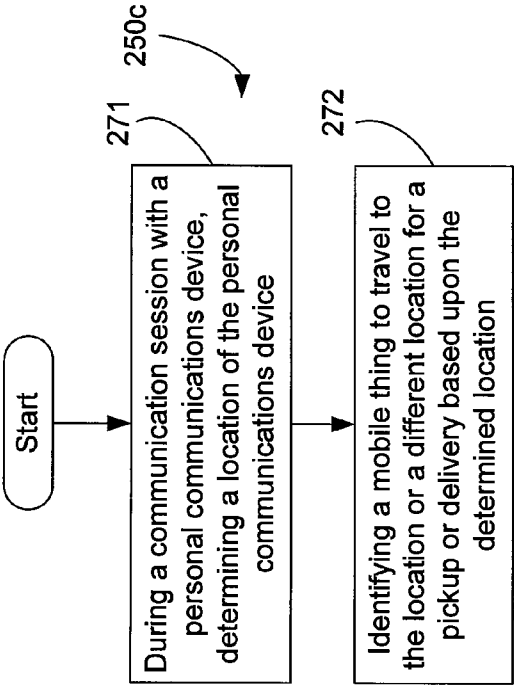 Start
250c
271
During a communication session with a
personal communications device,
determining a location of the personal
communications device
272
Identifying a mobile thing to travel to
the location or a different location for a
pickup or delivery based upon the
determined location